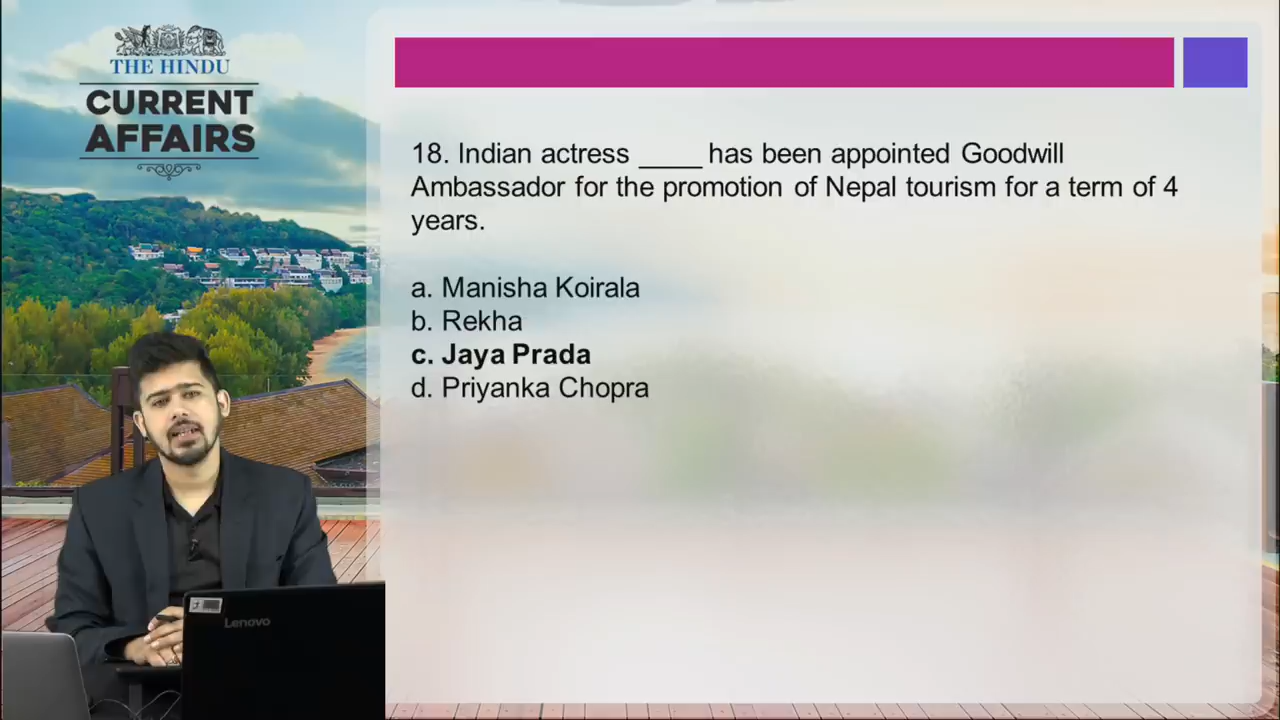 THE HINDU
CURRENT
AFFAIRS
18. Indian actress ____ has been appointed Goodwill
Ambassador for the promotion of Nepal tourism for a term of 4
years.
a. Manisha Koirala
b. Rekha
c. Jaya Prada
d. Priyanka Chopra
Lenovo